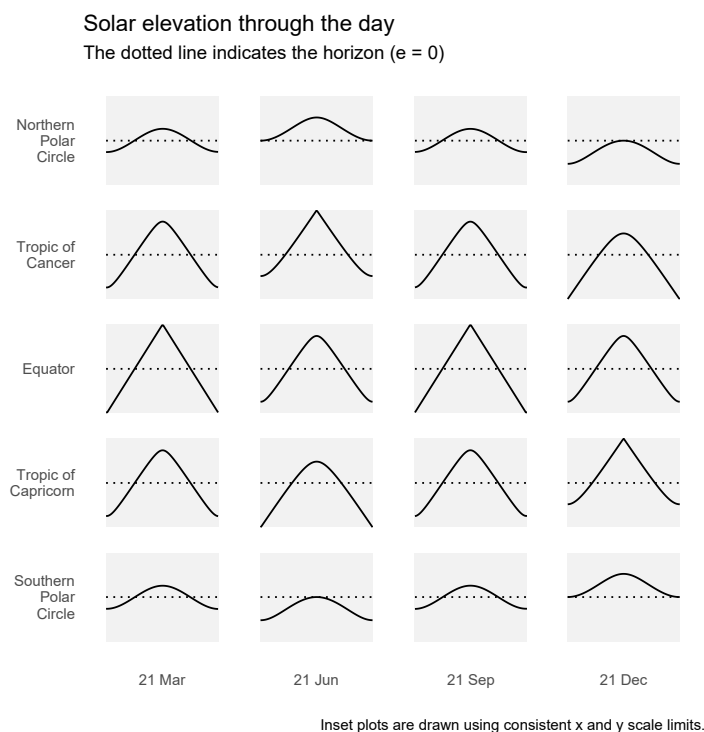 Solar elevation through the day
The dotted line indicates the horizon (e = 0)
Northern
Polar
Circle
Tropic of
Cancer
Equator
Tropic of
Capricorn
Southern
Polar
Circle
21 Mar
21 Jun
21 Sep
21 Dec
Inset plots are drawn using consistent x and y scale limits.